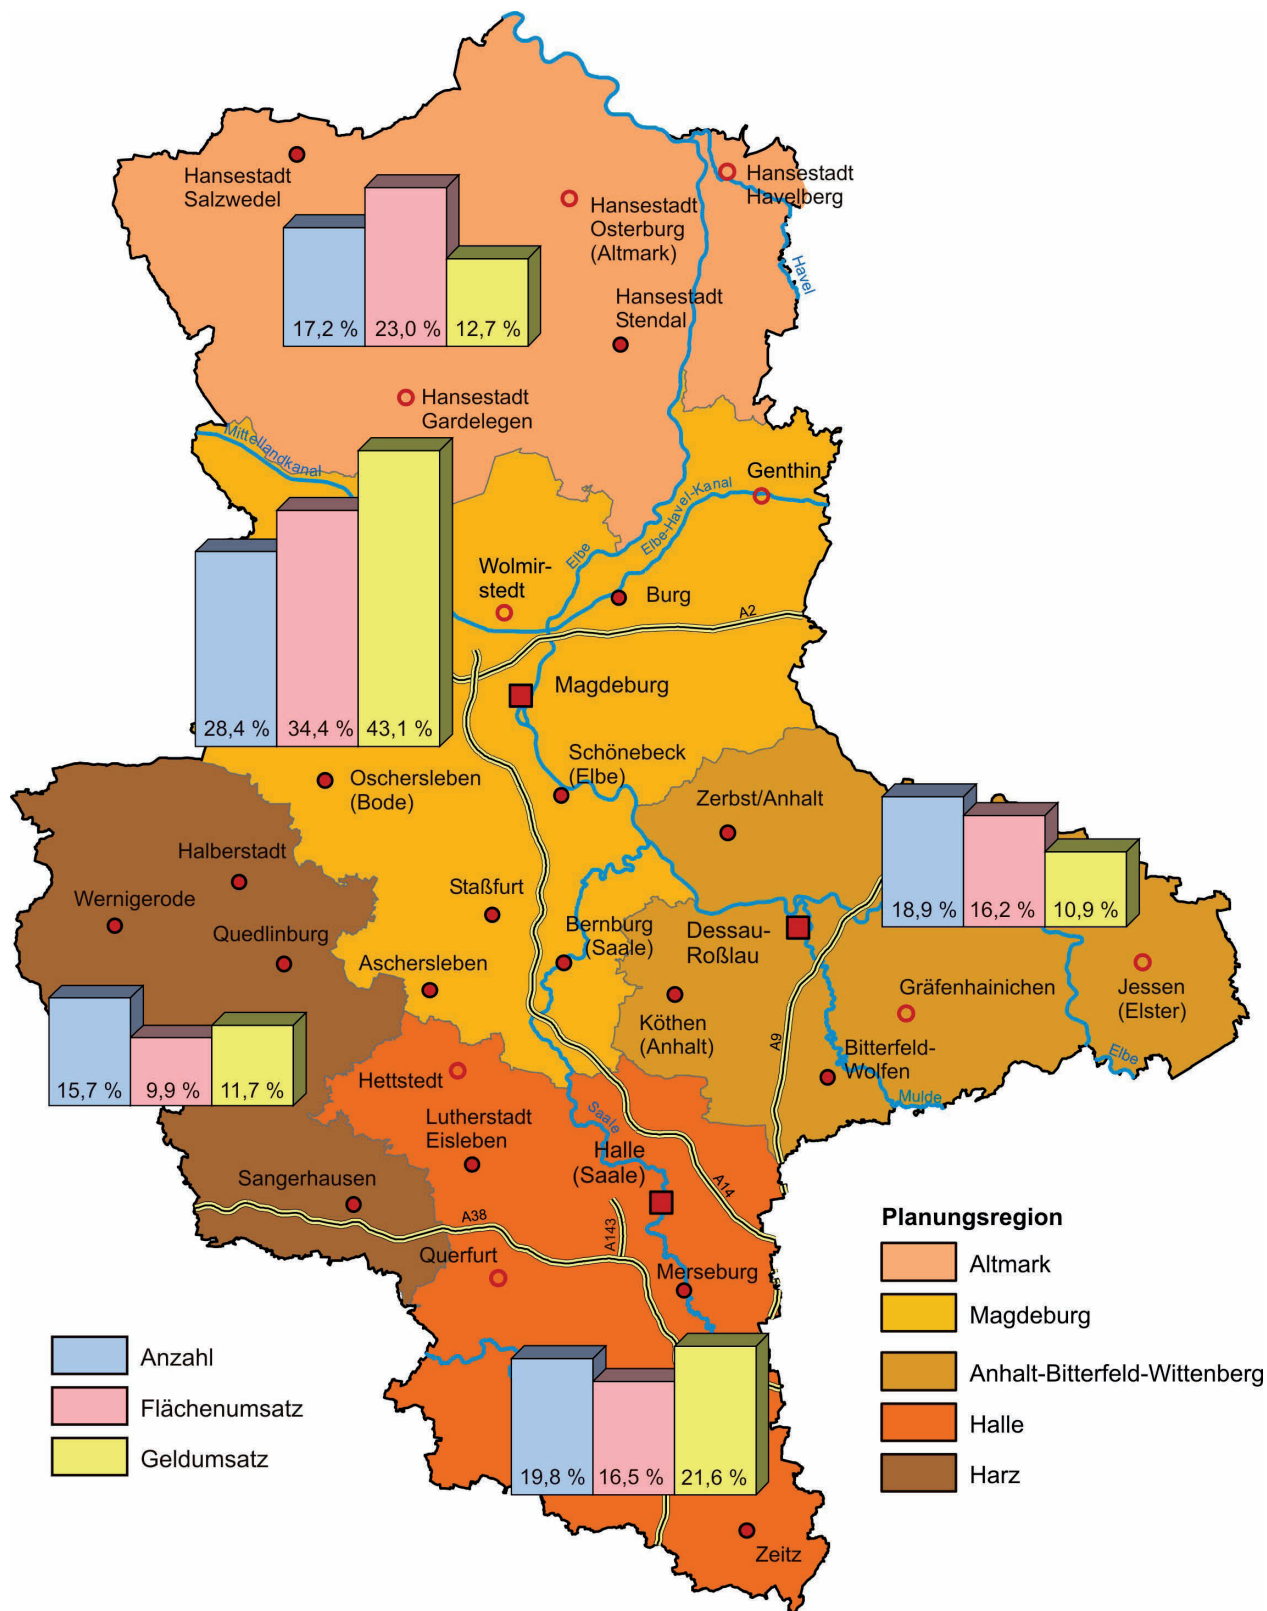 Hansestadt
Salzwedel
Hansestadt
Havelberg
Hansestadt
Osterburg
(Altmark)
Havel
Hansestadt
Stendal
17,2 %
23,0 %
12,7 %
Hansestadt
Gardelegen
Mittellandkanal
Genthin
Elbe-Havel-Kanal
Elbe
Wolmir-
stedt
Burg
A2
Magdeburg
28,4 %
34,4 %
43,1 %
Schönebeck
(Elbe)
Oschersleben
(Bode)
Zerbst/Anhalt
Halberstadt
Wernigerode
Staßfurt
Quedlinburg
Bernburg
(Saale)
Dessau-
Roßlau
18,9 %
16,2 %
10,9 %
Aschersleben
Gräfenhainichen
Jessen
(Elster)
Köthen
(Anhalt)
A9
Bitterfeld-
Wolfen
Elbe
Mulde
15,7 %
9,9 %
11,7 %
Hettstedt
Lutherstadt
Eisleben
Saale
Halle
(Saale)
Sangerhausen
A14
A38
A143
Querfurt
Merseburg
Planungsregion
Altmark
Magdeburg
Anhalt-Bitterfeld-Wittenberg
Halle
Harz
Anzahl
Flächenumsatz
Geldumsatz
19,8 %
16,5 %
21,6 %
Zeitz